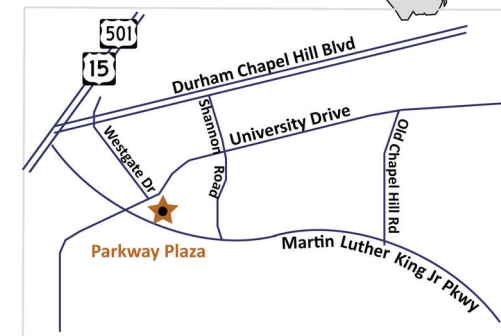 501
15
Durham Chapel Hill Blvd
Shannon Road
University Drive
Westgate Dr
Old Chapel Hill Rd
Parkway Plaza
Martin Luther King Jr Pkwy